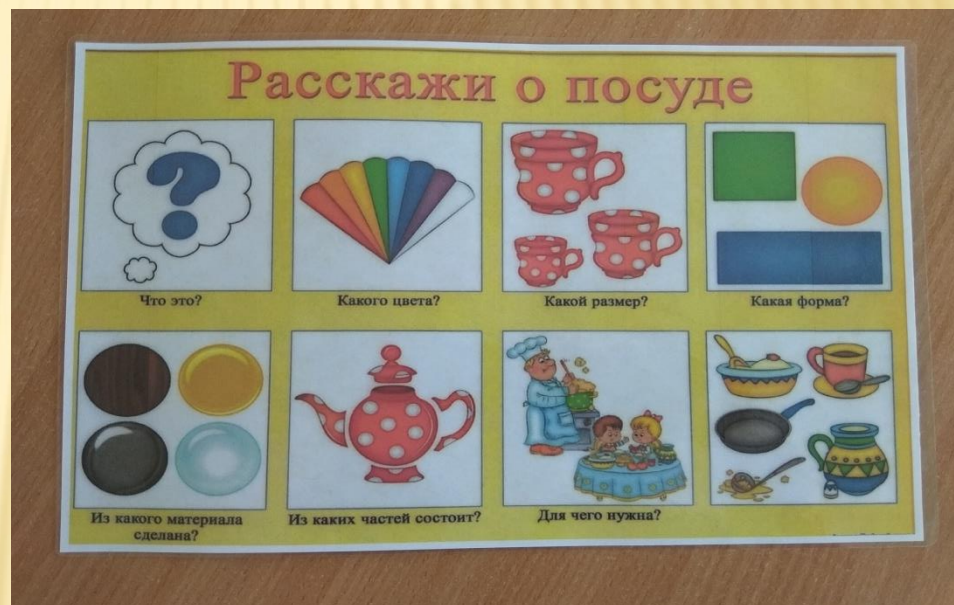 Расскажи о посуде
Что это?
Какого цвета?
Какой размер?
Какая форма?
Из какого материала
сделана?
Из каких частей состоит?
Для чего нужна?